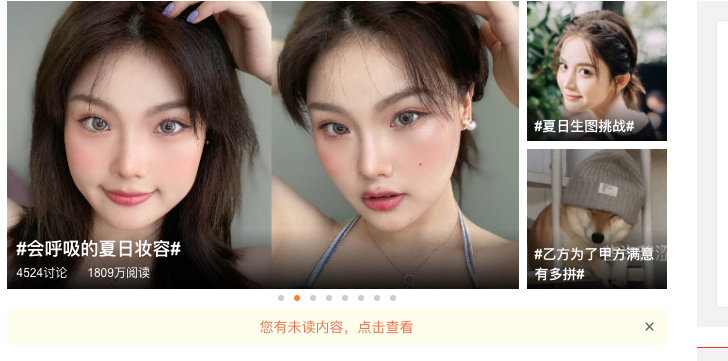 #会呼吸的夏日妆容#
4524讨论 1809万阅读
#夏日生图挑战#
#乙方为了甲方满意
有多拼#
您有未读内容，点击查看